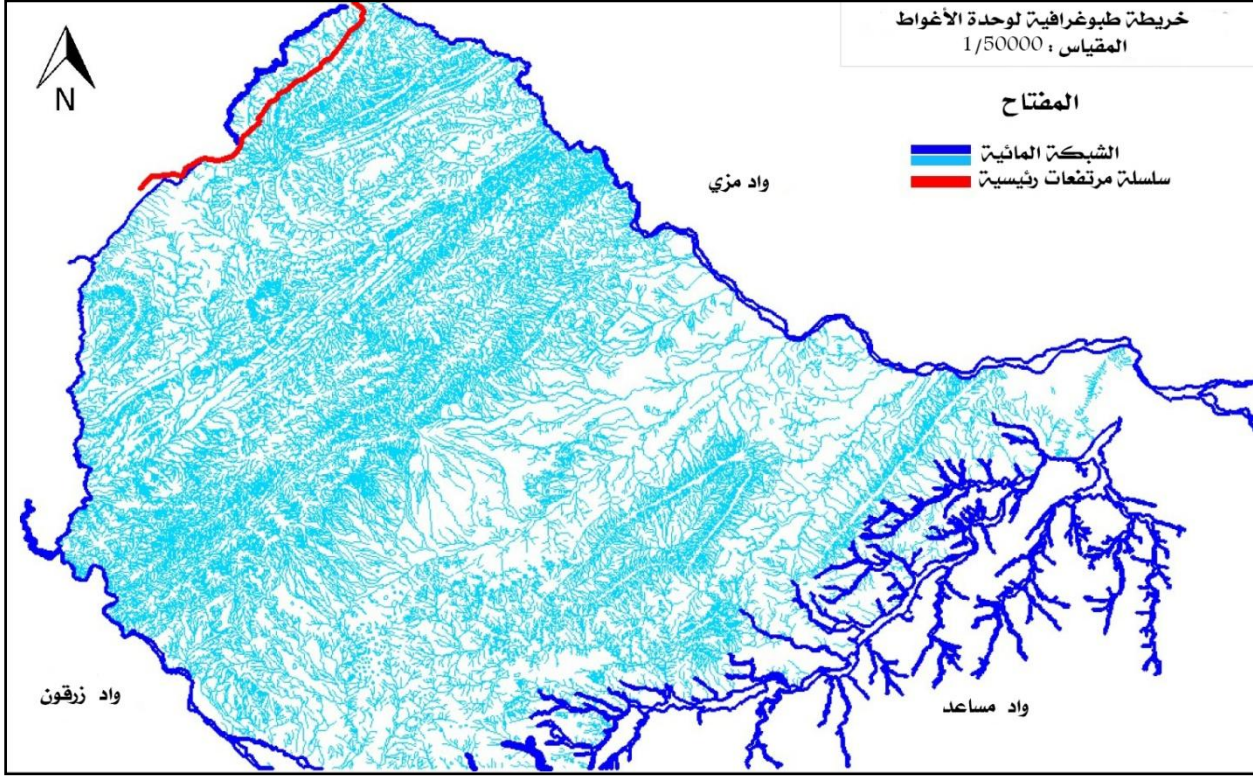 خريطة طبوغرافية لوحدة الأغواط
المقياس : 1/50000
N
المفتاح
الشبكة المائية
سلسلة مرتفعات رئيسية
واد مزي
واد زرقون
واد مساعد